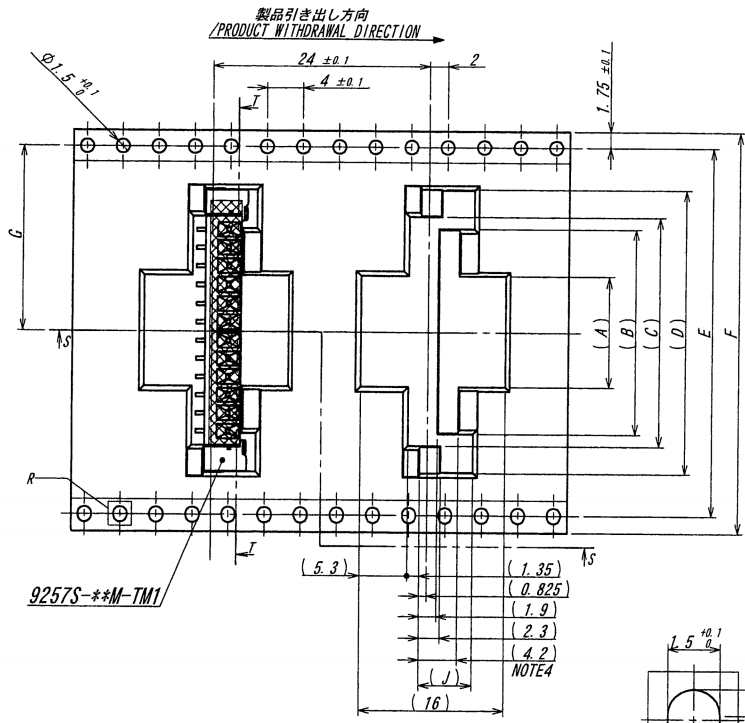 製品引き出し方向
/PRODUCT WITHDRAWAL DIRECTION
24 ±0.1
2
4 ±0.1
Ø1.5 +0.1 0
1.75 ±0.1
T
G
S
(A)
(B)
(C)
(D)
E
F
R
T
S
9257S-**M-TM1
(5.3)
(1.35)
(0.825)
(1.9)
(2.3)
(4.2)
NOTE4
(J)
(16)
1.5 +0.1 0